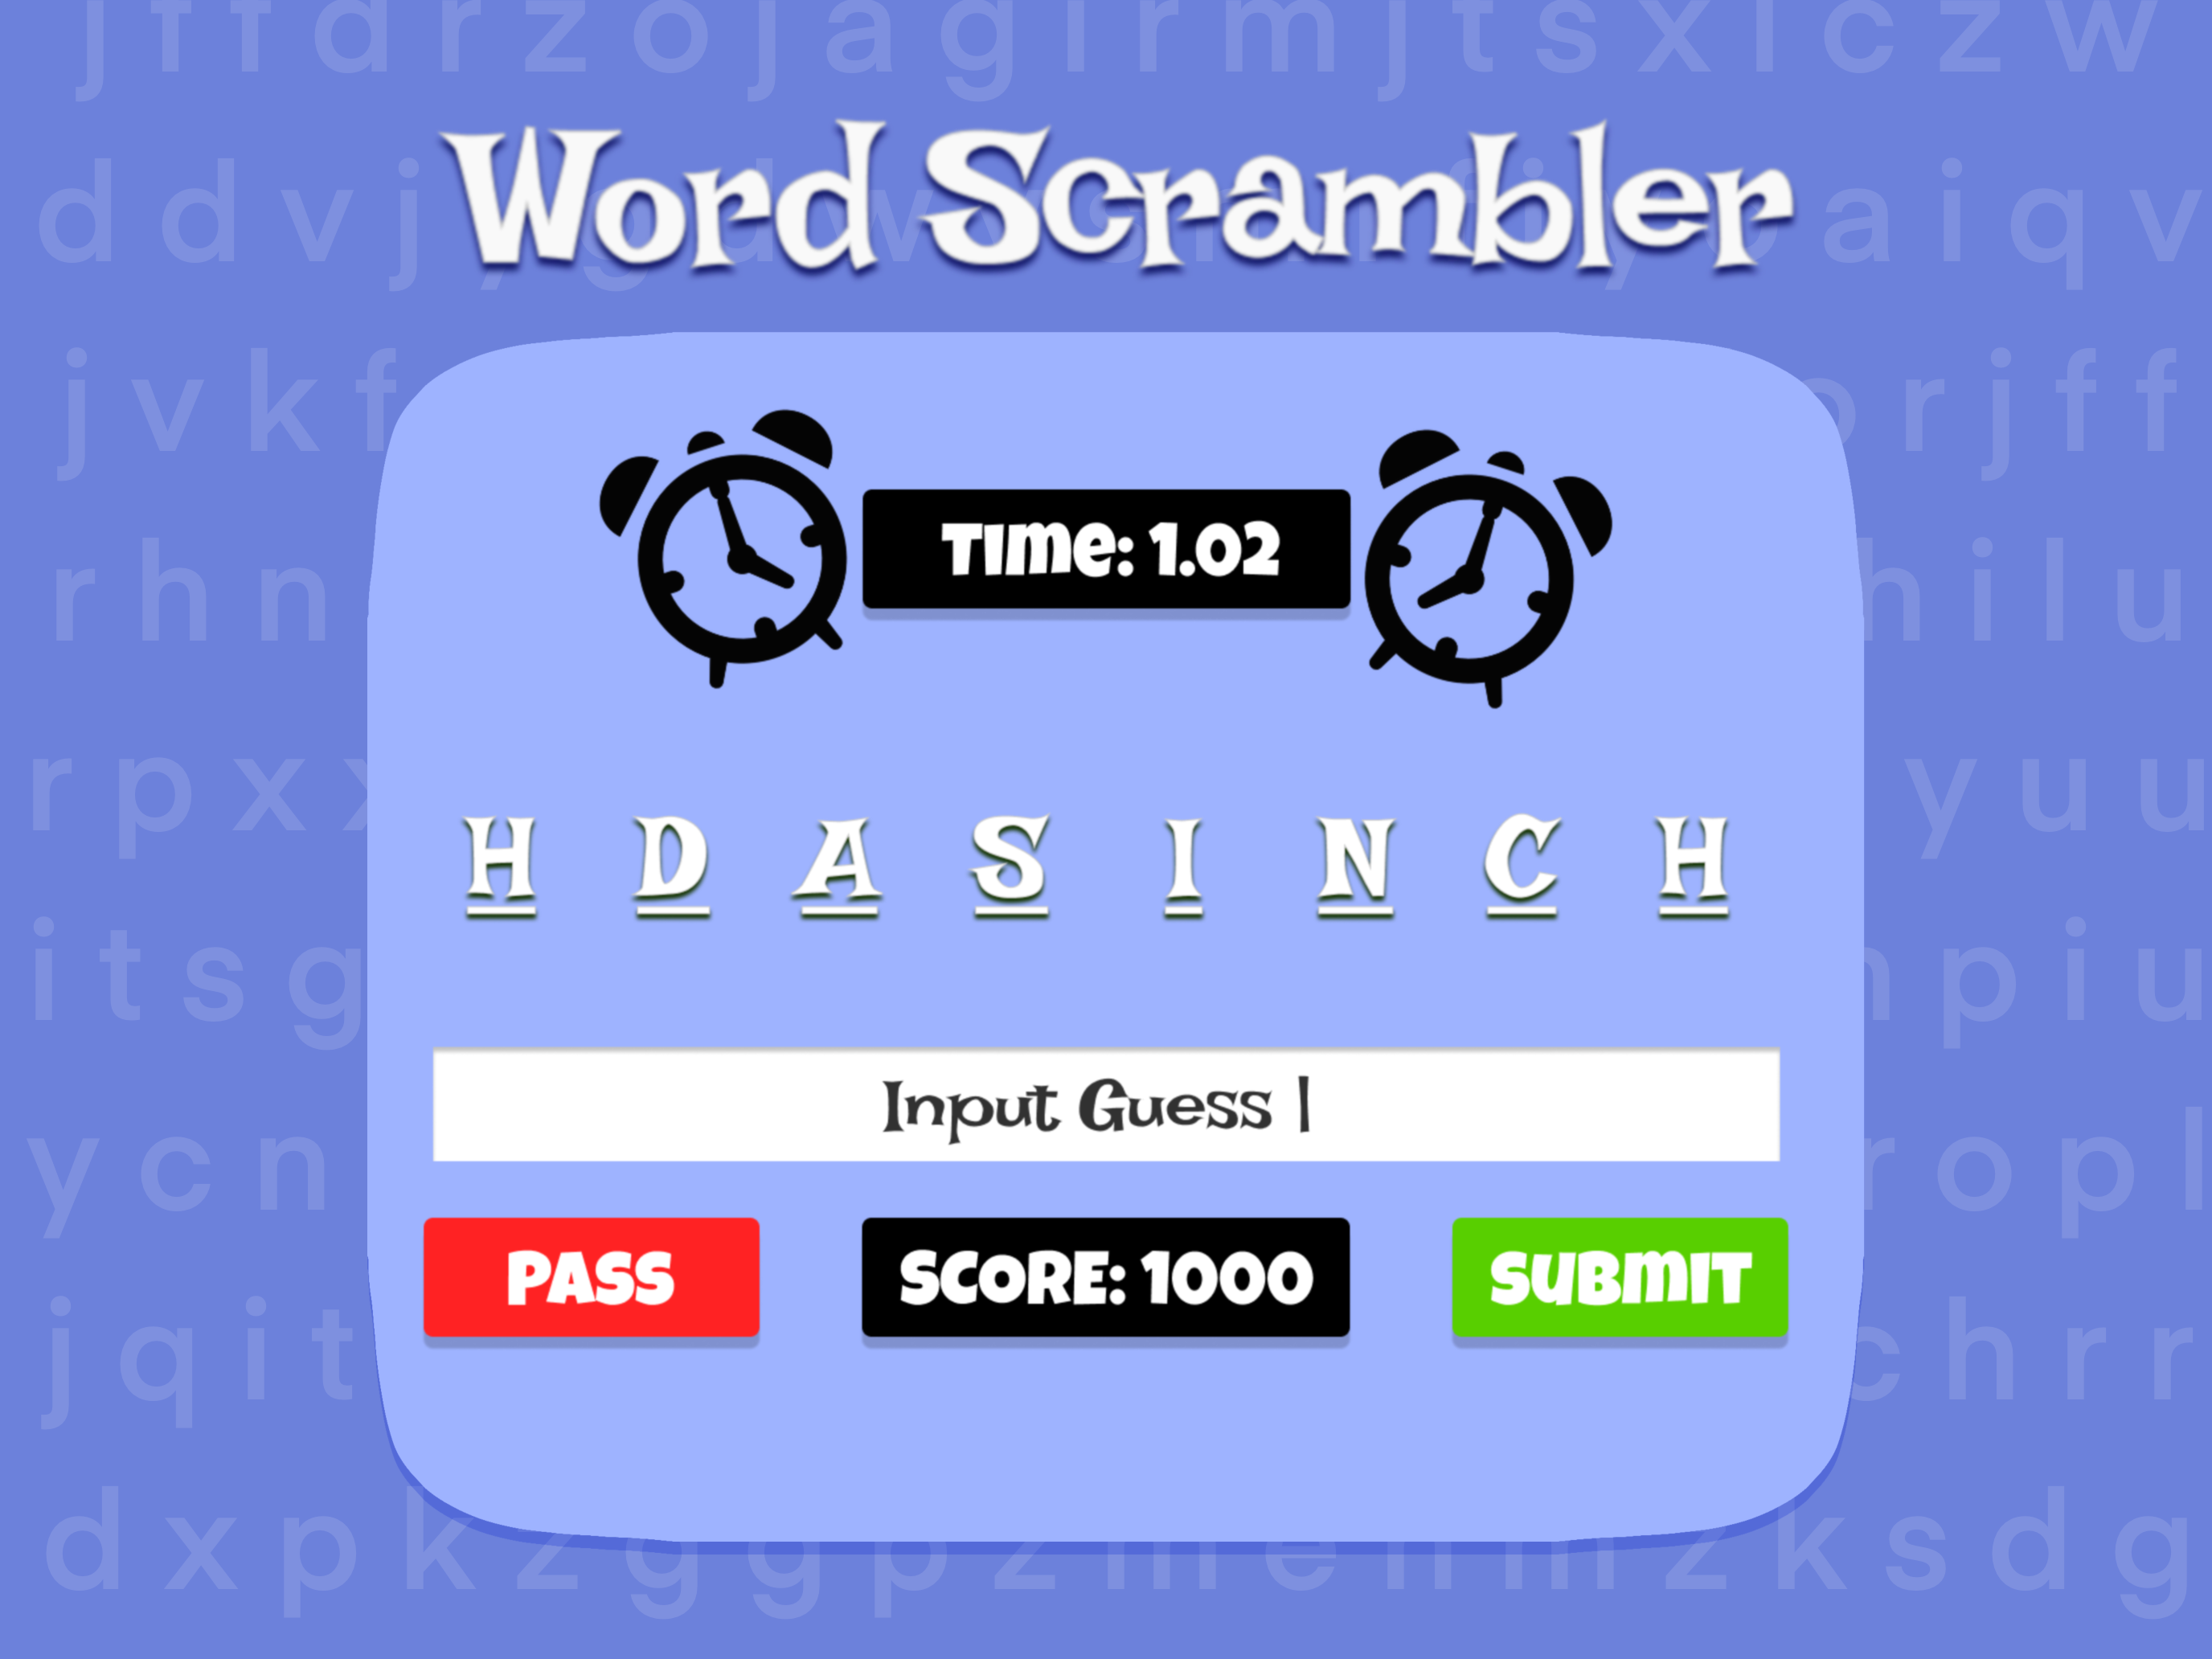 j f f d r z o j a g r m j t s x c z w
Word Scrambler
d d v j a i q v
j v k f r j f f
TIME: 1.02
r h n h i l u
r p x x y u u
H D A S I N C H
i t s g p i u
Input Guess |
y c n r o p l
PASS
SCORE: 1000
SUBMIT
j q i t c h r r
d x p k z g g p z m e z k s d g